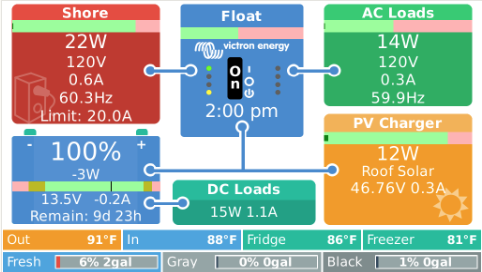 Shore
22W
120V
0.6A
60.3Hz
Limit: 20.0A
Float
victron energy
On
I
O
2:00 pm
AC Loads
14W
120V
0.3A
59.9Hz
- 100% +
-3W
13.5V -0.2A
Remain: 9d 23h
DC Loads
15W 1.1A
PV Charger
12W
Roof Solar
46.76V 0.3A
Out 91°F In 88°F Fridge 86°F Freezer 81°F
Fresh 6% 2gal Gray 0% 0gal Black 1% 0gal